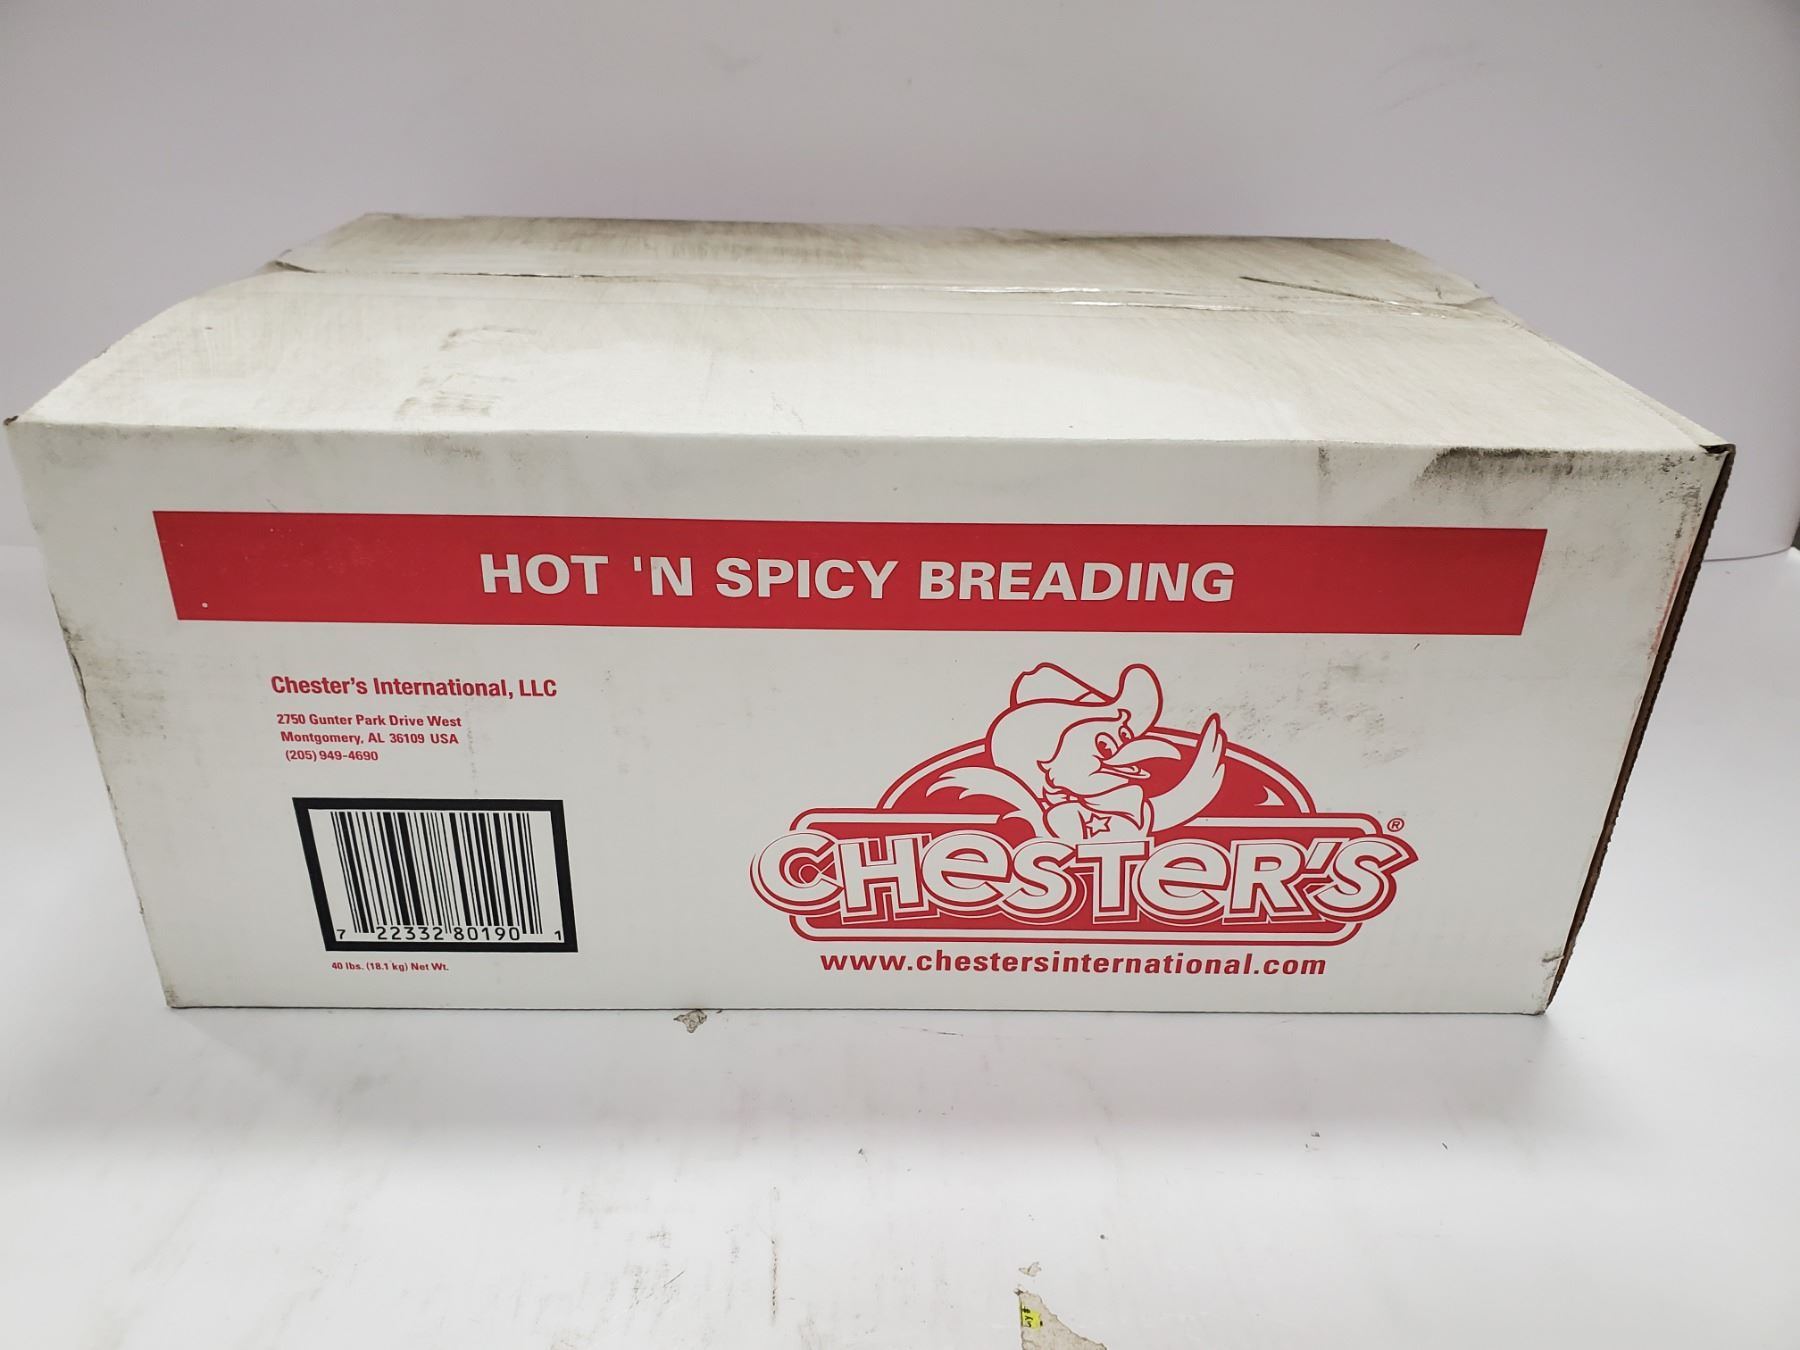 HOT 'N SPICY BREADING
Chester's International, LLC
2750 Gunter Park Drive West
Montgomery, AL 36109 USA
(205) 949-4690
7 22332 80190 1
40 lbs. (18.1 kg) Net Wt.
CHESTER'S®
www.chestersinternational.com